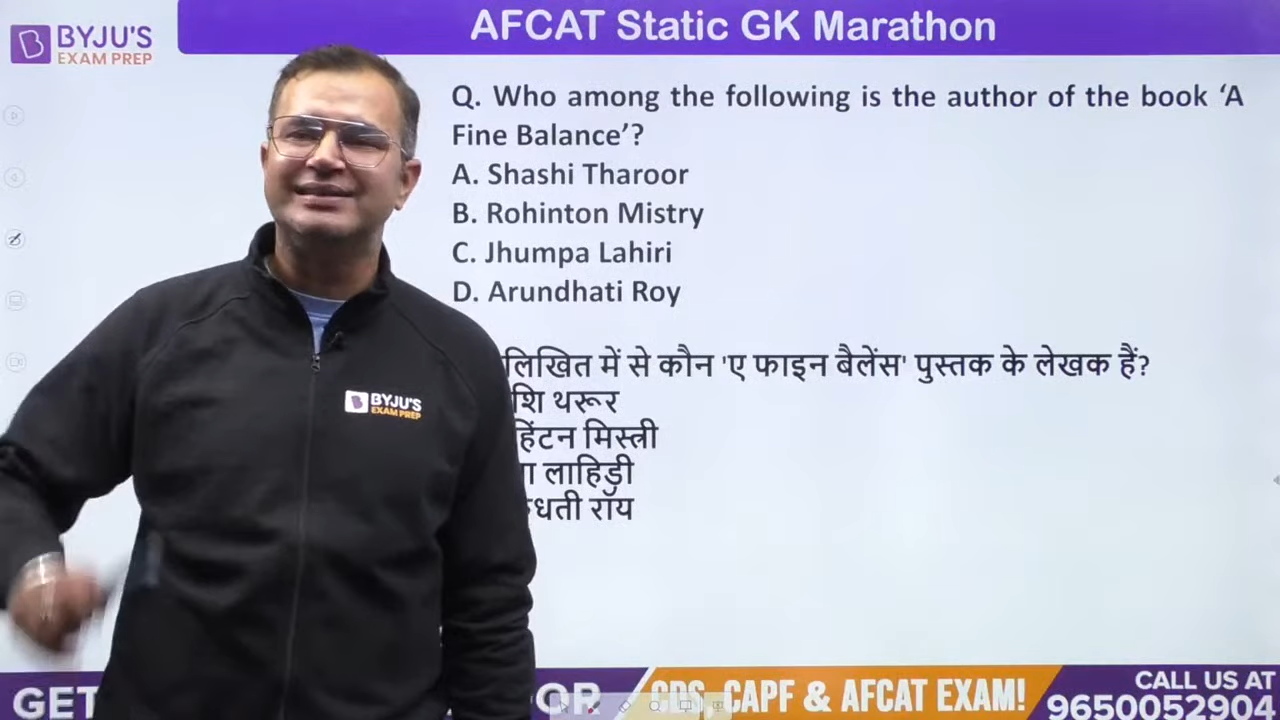 AFCAT Static GK Marathon
BYJU'S
EXAM PREP
Q. Who among the following is the author of the book ‘A
Fine Balance’?
A. Shashi Tharoor
B. Rohinton Mistry
C. Jhumpa Lahiri
D. Arundhati Roy
लिखित में से कौन 'ए फाइन बैलेंस' पुस्तक के लेखक हैं?
शि थरूर
हिंटन मिस्त्री
पा लाहिड़ी
धती रॉय
BYJU'S
EXAM PREP
GET
CDS, CAPF & AFCAT EXAM!
CALL US AT
9650052904